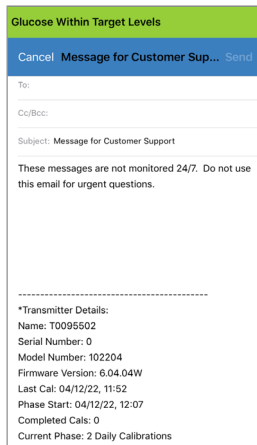 Glucose Within Target Levels
Cancel Message for Customer Sup... Send
To:
Cc/Bcc:
Subject: Message for Customer Support
These messages are not monitored 24/7. Do not use
this email for urgent questions.
-------------------------------------------
*Transmitter Details:
Name: T0095502
Serial Number: 0
Model Number: 102204
Firmware Version: 6.04.04W
Last Cal: 04/12/22, 11:52
Phase Start: 04/12/22, 12:07
Completed Cals: 0
Current Phase: 2 Daily Calibrations